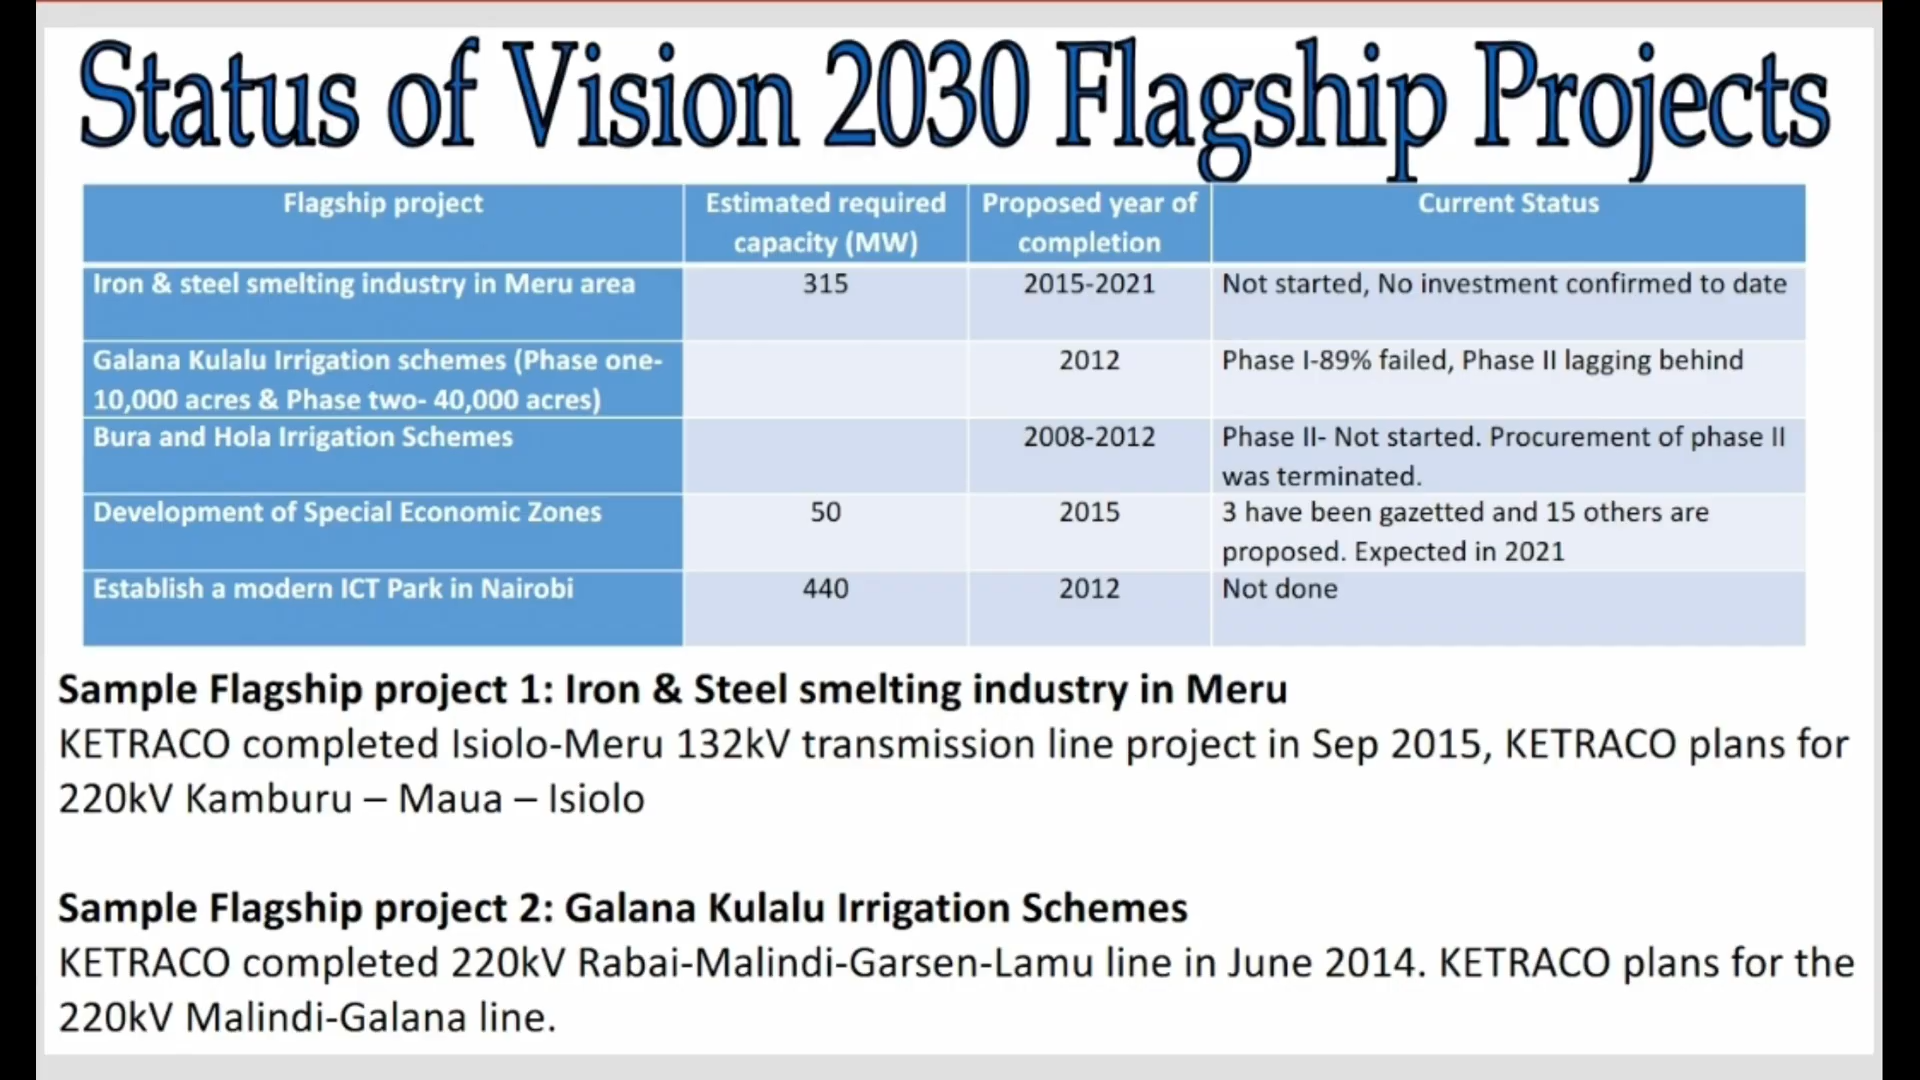 Status of Vision 2030 Flagship Projects
Flagship project
Estimated required
capacity (MW)
Proposed year of
completion
Current Status
Iron & steel smelting industry in Meru area
315
2015-2021
Not started, No investment confirmed to date
Galana Kulalu Irrigation schemes (Phase one-
10,000 acres & Phase two- 40,000 acres)
2012
Phase I-89% failed, Phase II lagging behind
Bura and Hola Irrigation Schemes
2008-2012
Phase II- Not started. Procurement of phase II
was terminated.
Development of Special Economic Zones
50
2015
3 have been gazetted and 15 others are
proposed. Expected in 2021
Establish a modern ICT Park in Nairobi
440
2012
Not done
Sample Flagship project 1: Iron & Steel smelting industry in Meru
KETRACO completed Isiolo-Meru 132kV transmission line project in Sep 2015, KETRACO plans for
220kV Kamburu – Maua – Isiolo
Sample Flagship project 2: Galana Kulalu Irrigation Schemes
KETRACO completed 220kV Rabai-Malindi-Garsen-Lamu line in June 2014. KETRACO plans for the
220kV Malindi-Galana line.